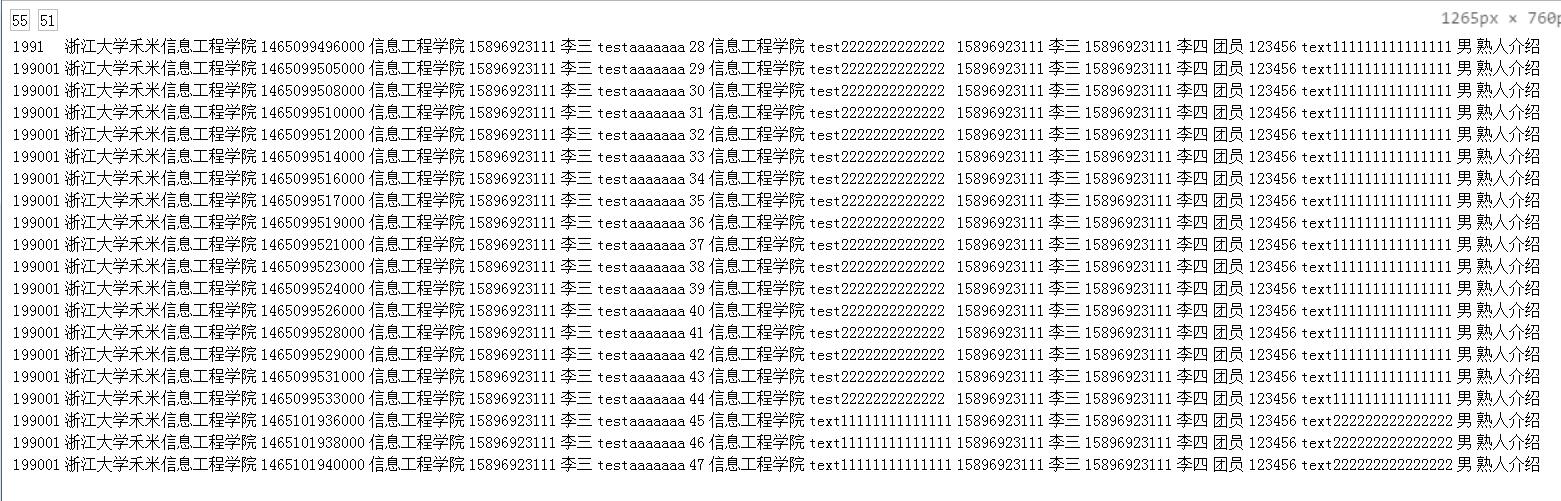 55 51 1265px × 760p
1991 浙江大学禾米信息工程学院 1465099496000 信息工程学院 15896923111 李三 testaaaaaaa 28 信息工程学院 test2222222222222 15896923111 李三 15896923111 李四 团员 123456 text111111111111111 男 熟人介绍
199001 浙江大学禾米信息工程学院 1465099505000 信息工程学院 15896923111 李三 testaaaaaaa 29 信息工程学院 test2222222222222 15896923111 李三 15896923111 李四 团员 123456 text111111111111111 男 熟人介绍
199001 浙江大学禾米信息工程学院 1465099508000 信息工程学院 15896923111 李三 testaaaaaaa 30 信息工程学院 test2222222222222 15896923111 李三 15896923111 李四 团员 123456 text111111111111111 男 熟人介绍
199001 浙江大学禾米信息工程学院 1465099510000 信息工程学院 15896923111 李三 testaaaaaaa 31 信息工程学院 test2222222222222 15896923111 李三 15896923111 李四 团员 123456 text111111111111111 男 熟人介绍
199001 浙江大学禾米信息工程学院 1465099512000 信息工程学院 15896923111 李三 testaaaaaaa 32 信息工程学院 test2222222222222 15896923111 李三 15896923111 李四 团员 123456 text111111111111111 男 熟人介绍
199001 浙江大学禾米信息工程学院 1465099514000 信息工程学院 15896923111 李三 testaaaaaaa 33 信息工程学院 test2222222222222 15896923111 李三 15896923111 李四 团员 123456 text111111111111111 男 熟人介绍
199001 浙江大学禾米信息工程学院 1465099516000 信息工程学院 15896923111 李三 testaaaaaaa 34 信息工程学院 test2222222222222 15896923111 李三 15896923111 李四 团员 123456 text111111111111111 男 熟人介绍
199001 浙江大学禾米信息工程学院 1465099517000 信息工程学院 15896923111 李三 testaaaaaaa 35 信息工程学院 test2222222222222 15896923111 李三 15896923111 李四 团员 123456 text111111111111111 男 熟人介绍
199001 浙江大学禾米信息工程学院 1465099519000 信息工程学院 15896923111 李三 testaaaaaaa 36 信息工程学院 test2222222222222 15896923111 李三 15896923111 李四 团员 123456 text111111111111111 男 熟人介绍
199001 浙江大学禾米信息工程学院 1465099521000 信息工程学院 15896923111 李三 testaaaaaaa 37 信息工程学院 test2222222222222 15896923111 李三 15896923111 李四 团员 123456 text111111111111111 男 熟人介绍
199001 浙江大学禾米信息工程学院 1465099523000 信息工程学院 15896923111 李三 testaaaaaaa 38 信息工程学院 test2222222222222 15896923111 李三 15896923111 李四 团员 123456 text111111111111111 男 熟人介绍
199001 浙江大学禾米信息工程学院 1465099524000 信息工程学院 15896923111 李三 testaaaaaaa 39 信息工程学院 test2222222222222 15896923111 李三 15896923111 李四 团员 123456 text111111111111111 男 熟人介绍
199001 浙江大学禾米信息工程学院 1465099526000 信息工程学院 15896923111 李三 testaaaaaaa 40 信息工程学院 test2222222222222 15896923111 李三 15896923111 李四 团员 123456 text111111111111111 男 熟人介绍
199001 浙江大学禾米信息工程学院 1465099528000 信息工程学院 15896923111 李三 testaaaaaaa 41 信息工程学院 test2222222222222 15896923111 李三 15896923111 李四 团员 123456 text111111111111111 男 熟人介绍
199001 浙江大学禾米信息工程学院 1465099529000 信息工程学院 15896923111 李三 testaaaaaaa 42 信息工程学院 test2222222222222 15896923111 李三 15896923111 李四 团员 123456 text111111111111111 男 熟人介绍
199001 浙江大学禾米信息工程学院 1465099531000 信息工程学院 15896923111 李三 testaaaaaaa 43 信息工程学院 test2222222222222 15896923111 李三 15896923111 李四 团员 123456 text111111111111111 男 熟人介绍
199001 浙江大学禾米信息工程学院 1465099533000 信息工程学院 15896923111 李三 testaaaaaaa 44 信息工程学院 test2222222222222 15896923111 李三 15896923111 李四 团员 123456 text111111111111111 男 熟人介绍
199001 浙江大学禾米信息工程学院 1465101936000 信息工程学院 15896923111 李三 testaaaaaaa 45 信息工程学院 text11111111111111 15896923111 李三 15896923111 李四 团员 123456 text222222222222222 男 熟人介绍
199001 浙江大学禾米信息工程学院 1465101938000 信息工程学院 15896923111 李三 testaaaaaaa 46 信息工程学院 text11111111111111 15896923111 李三 15896923111 李四 团员 123456 text222222222222222 男 熟人介绍
199001 浙江大学禾米信息工程学院 1465101940000 信息工程学院 15896923111 李三 testaaaaaaa 47 信息工程学院 text11111111111111 15896923111 李三 15896923111 李四 团员 123456 text222222222222222 男 熟人介绍